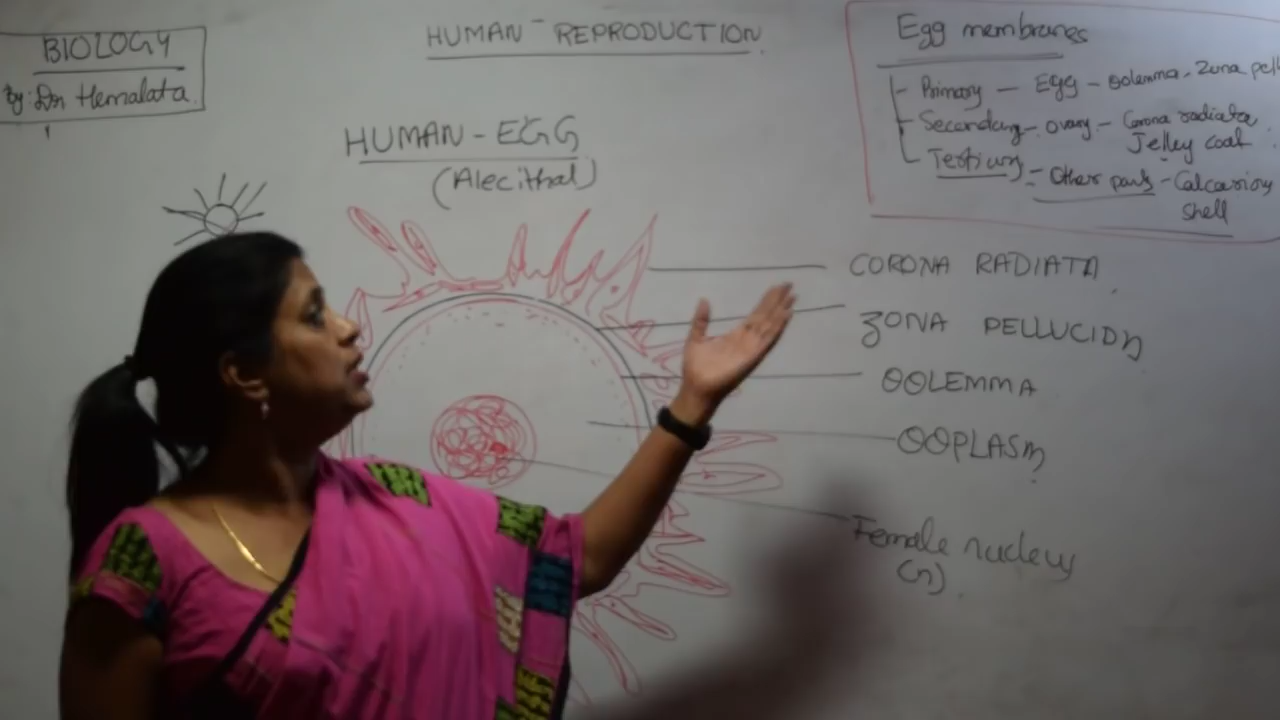 BIOLOGY
by: Dr Hemalata
HUMAN REPRODUCTION
HUMAN-EGG
(Alecithal)
Egg membranes
- Primary - Egg - Oolemma, Zona pell
- Secondary - ovary - Corona radiata
Jelley coat
- Tertiary - Other parts - Calcarious
shell
CORONA RADIATA
ZONA PELLUCIDA
OOLEMMA
OOPLASM
Female nucleus
(n)